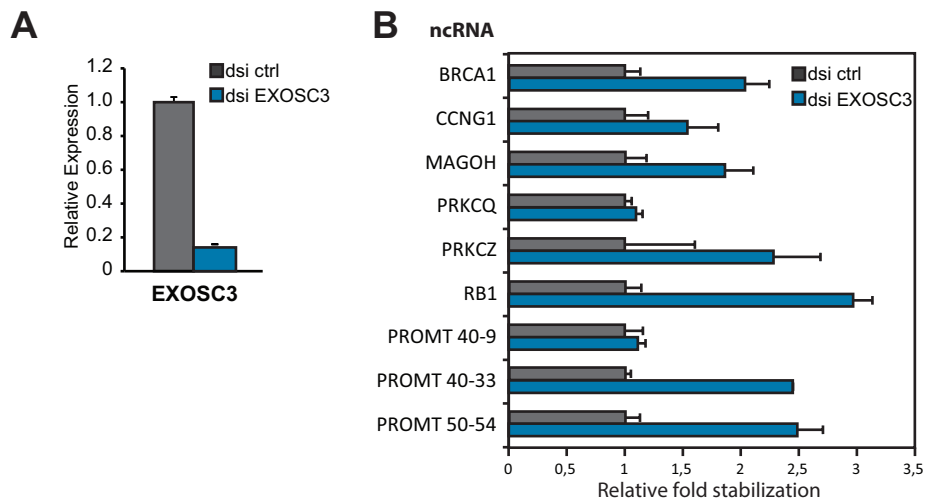 A
Relative Expression
1.2
1.0
0.8
0.6
0.4
0.2
0
dsi ctrl
dsi EXOSC3
EXOSC3
B
ncRNA
BRCA1
CCNG1
MAGOH
PRKCQ
PRKCZ
RB1
PROMT 40-9
PROMT 40-33
PROMT 50-54
dsi ctrl
dsi EXOSC3
0 0,5 1 1,5 2 2,5 3 3,5
Relative fold stabilization